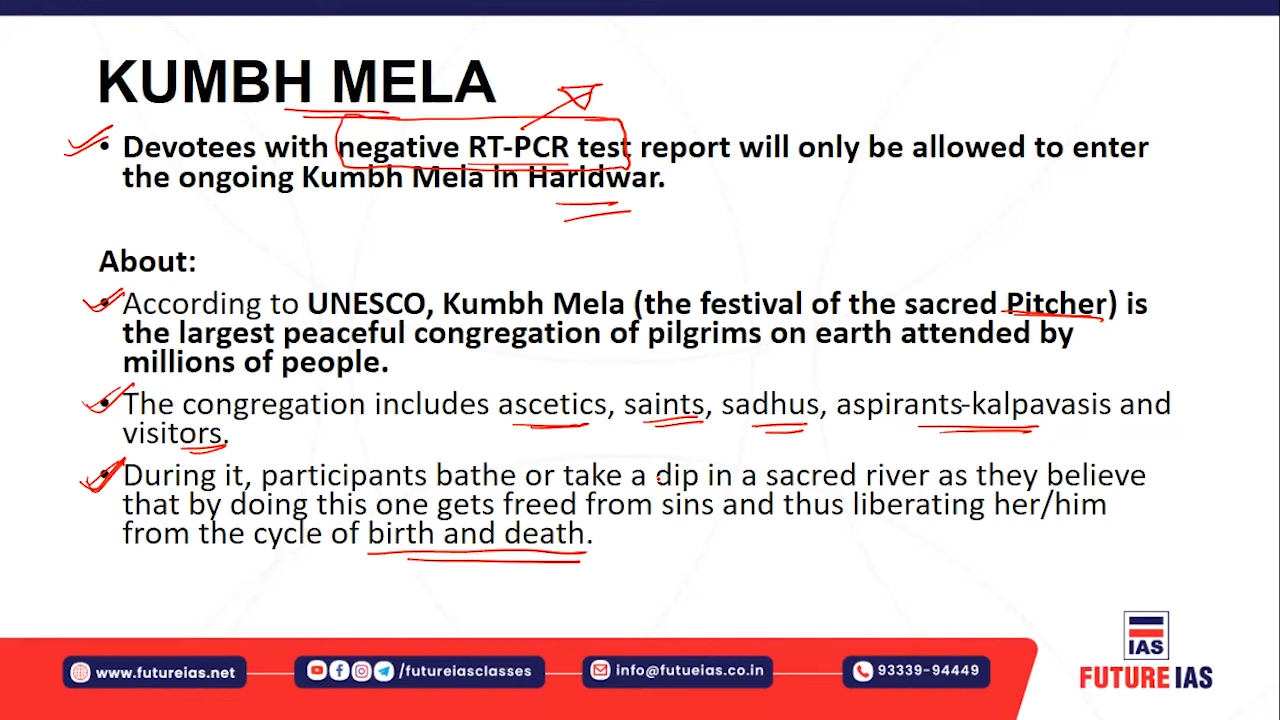 KUMBH MELA
• Devotees with negative RT-PCR test report will only be allowed to enter
the ongoing Kumbh Mela in Haridwar.
About:
• According to UNESCO, Kumbh Mela (the festival of the sacred Pitcher) is
the largest peaceful congregation of pilgrims on earth attended by
millions of people.
• The congregation includes ascetics, saints, sadhus, aspirants-kalpavasis and
visitors.
• During it, participants bathe or take a dip in a sacred river as they believe
that by doing this one gets freed from sins and thus liberating her/him
from the cycle of birth and death.
IAS
FUTURE IAS
www.futureias.net
/futureiasclasses
info@futueias.co.in
93339-94449